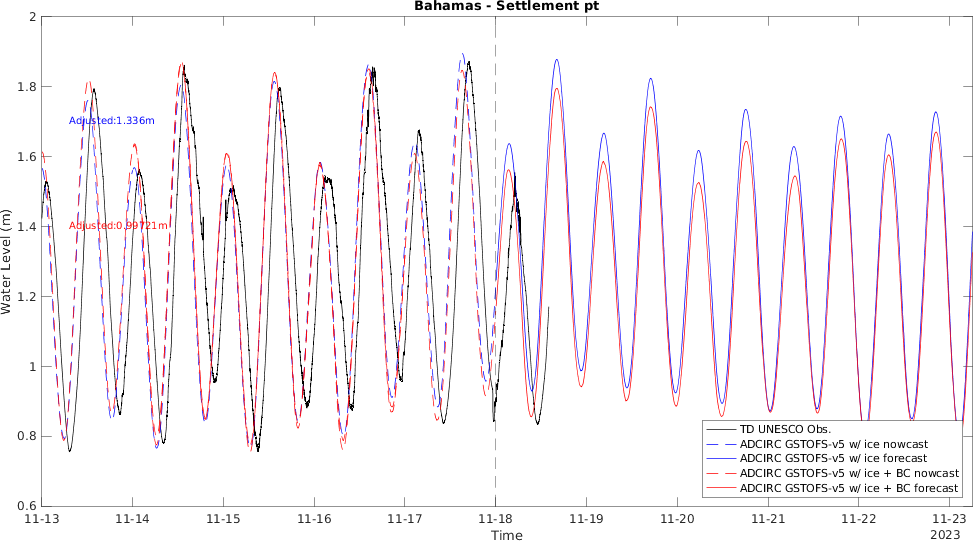 Bahamas - Settlement pt
2
1.8
1.6
1.4
1.2
1
0.8
0.6
Water Level (m)
Adjusted:1.336m
Adjusted:0.99721m
TD UNESCO Obs.
ADCIRC GSTOFS-v5 w/ ice nowcast
ADCIRC GSTOFS-v5 w/ ice forecast
ADCIRC GSTOFS-v5 w/ ice + BC nowcast
ADCIRC GSTOFS-v5 w/ ice + BC forecast
11-13 11-14 11-15 11-16 11-17 11-18 11-19 11-20 11-21 11-22 11-23
2023
Time